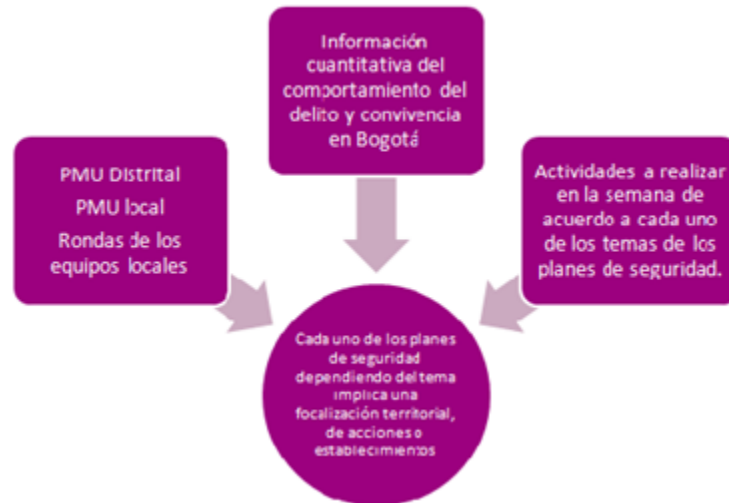 Información
cuantitativa del
comportamiento del
delito y convivencia
en Bogotá
PMU Distrital
PMU local
Rondas de los
equipos locales
Actividades a realizar
en la semana de
acuerdo a cada uno
de los temas de los
planes de seguridad.
Cada uno de los planes
de seguridad
dependiendo del tema
implica una
focalización territorial,
de acciones o
establecimientos